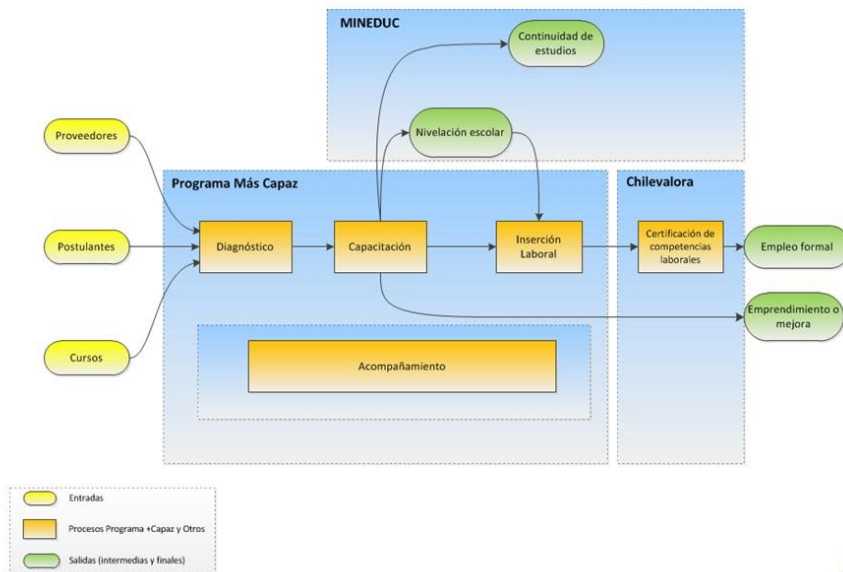 MINEDUC
Continuidad de
estudios
Nivelación escolar
Proveedores
Postulantes
Cursos
Programa Más Capaz
Diagnóstico
Capacitación
Inserción
Laboral
Acompañamiento
Chilevalora
Certificación de
competencias
laborales
Empleo formal
Emprendimiento o
mejora
Entradas
Procesos Programa +Capaz y Otros
Salidas (intermedias y finales)